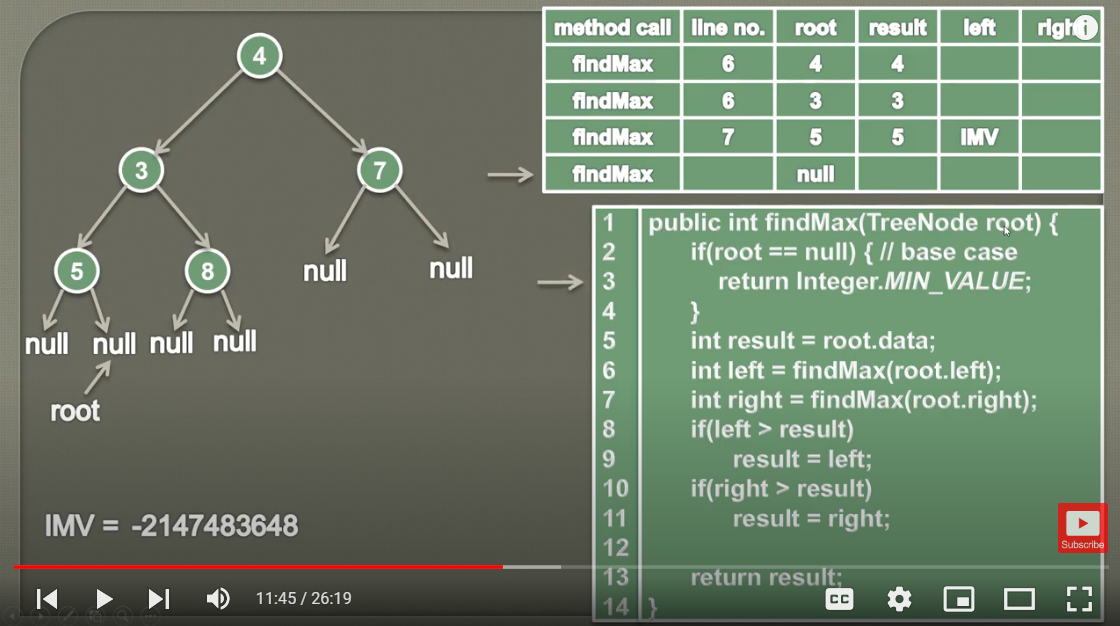 4
3
7
5
8
null
null
null
null
null
null
root
IMV = -2147483648
method call line no. root result left
findMax 6 4 4
findMax 6 3 3
findMax 7 5 5 IMV
findMax null
1 public int findMax(TreeNode root) {
2 if(root == null) { // base case
3 return Integer.MIN_VALUE;
4 }
5 int result = root.data;
6 int left = findMax(root.left);
7 int right = findMax(root.right);
8 if(left > result)
9 result = left;
10 if(right > result)
11 result = right;
12
13 return result;
14 }
Subscribe
11:45 / 26:19
CC